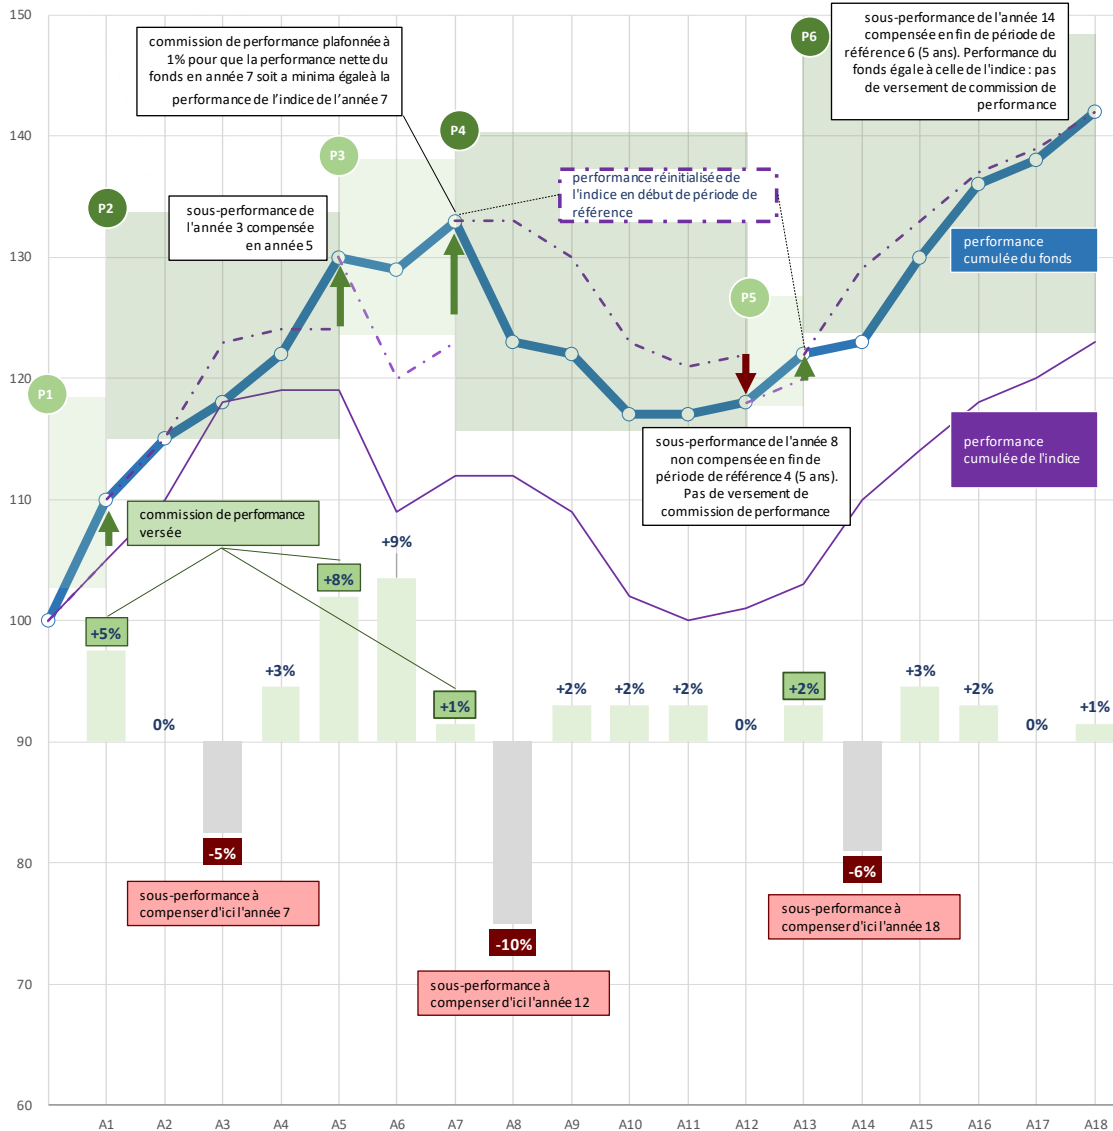 150
140
130
120
110
100
90
80
70
60
commission de performance plafonnée à
1% pour que la performance nette du
fonds en année 7 soit a minima égale à la
performance de l'indice de l'année 7
P6
sous-performance de l'année 14
compensée en fin de période de
référence 6 (5 ans). Performance du
fonds égale à celle de l'indice : pas
de versement de commission de
performance
P4
P3
P2
sous-performance de
l'année 3 compensée
en année 5
performance réinitialisée de
l'indice en début de période de
référence
performance
cumulée du fonds
P5
P1
sous-performance de l'année 8
non compensée en fin de
période de référence 4 (5 ans).
Pas de versement de
commission de performance
performance
cumulée de l'indice
commission de performance
versée
+5%
0%
-5%
+3%
+8%
+9%
+1%
-10%
+2%
+2%
+2%
0%
+2%
-6%
+3%
+2%
0%
+1%
sous-performance à
compenser d'ici l'année 7
sous-performance à
compenser d'ici l'année 12
sous-performance à
compenser d'ici l'année 18
A1 A2 A3 A4 A5 A6 A7 A8 A9 A10 A11 A12 A13 A14 A15 A16 A17 A18